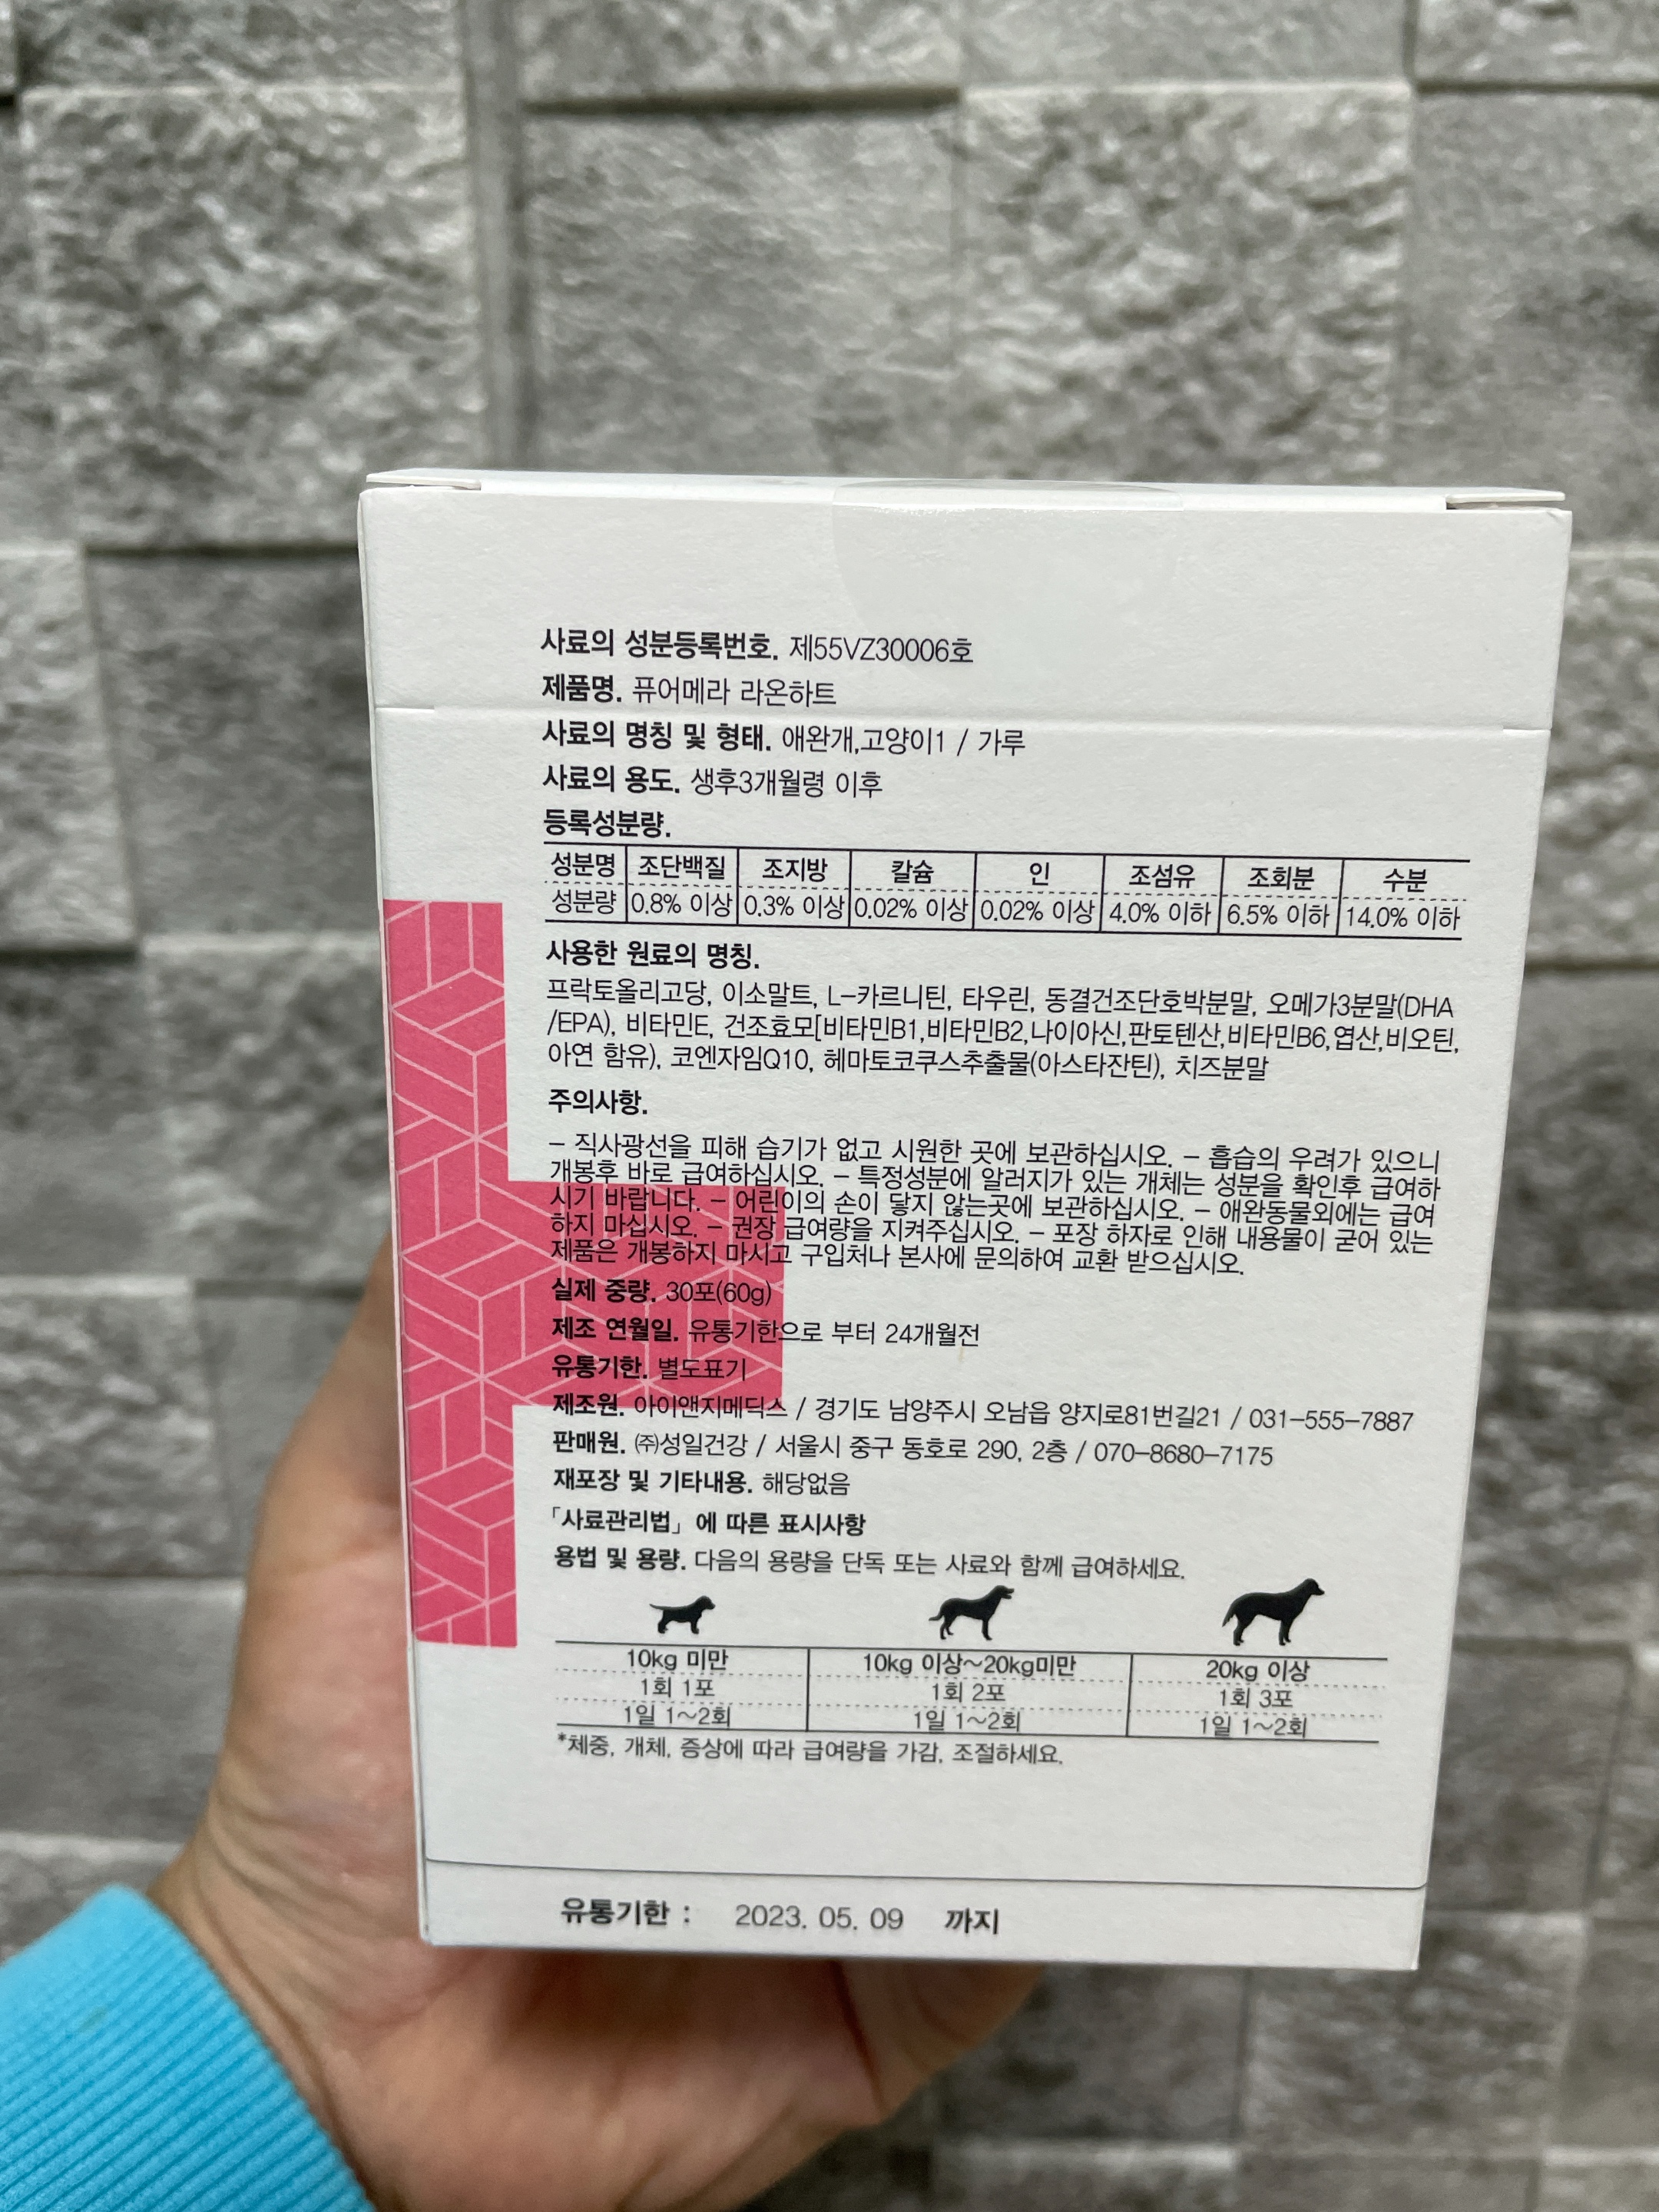 사료의 성분등록번호. 제55VZ30006호
제품명. 퓨어메라 라온하트
사료의 명칭 및 형태. 애완개,고양이1 / 가루
사료의 용도. 생후3개월령 이후
등록성분량.
성분명 조단백질 조지방 칼슘 인 조섬유 조회분 수분
성분량 0.8% 이상 0.3% 이상 0.02% 이상 0.02% 이상 4.0% 이하 6.5% 이하 14.0% 이하
사용한 원료의 명칭.
프락토올리고당, 이소말트, L-카르니틴, 타우린, 동결건조단호박분말, 오메가3분말(DHA
/EPA), 비타민E, 건조효모[비타민B1,비타민B2,나이아신,판토텐산,비타민B6,엽산,비오틴,
아연 함유), 코엔자임Q10, 헤마토코쿠스추출물(아스타잔틴), 치즈분말
주의사항.
- 직사광선을 피해 습기가 없고 시원한 곳에 보관하십시오. - 흡습의 우려가 있으니
개봉후 바로 급여하십시오. - 특정성분에 알러지가 있는 개체는 성분을 확인후 급여하
시기 바랍니다. - 어린이의 손이 닿지 않는곳에 보관하십시오. - 애완동물외에는 급여
하지 마십시오. - 권장 급여량을 지켜주십시오. - 포장 하자로 인해 내용물이 굳어 있는
제품은 개봉하지 마시고 구입처나 본사에 문의하여 교환 받으십시오.
실제 중량. 30포(60g)
제조 연월일. 유통기한으로 부터 24개월전
유통기한. 별도표기
제조원. 아이앤지메딕스 / 경기도 남양주시 오남읍 양지로81번길21 / 031-555-7887
판매원. ㈜성일건강 / 서울시 중구 동호로 290, 2층 / 070-8680-7175
재포장 및 기타내용. 해당없음
「사료관리법」에 따른 표시사항
용법 및 용량. 다음의 용량을 단독 또는 사료와 함께 급여하세요.
10kg 미만 10kg 이상~20kg미만 20kg 이상
1회 1포 1회 2포 1회 3포
1일 1~2회 1일 1~2회 1일 1~2회
*체중, 개체, 증상에 따라 급여량을 가감, 조절하세요.
유통기한 : 2023. 05. 09 까지